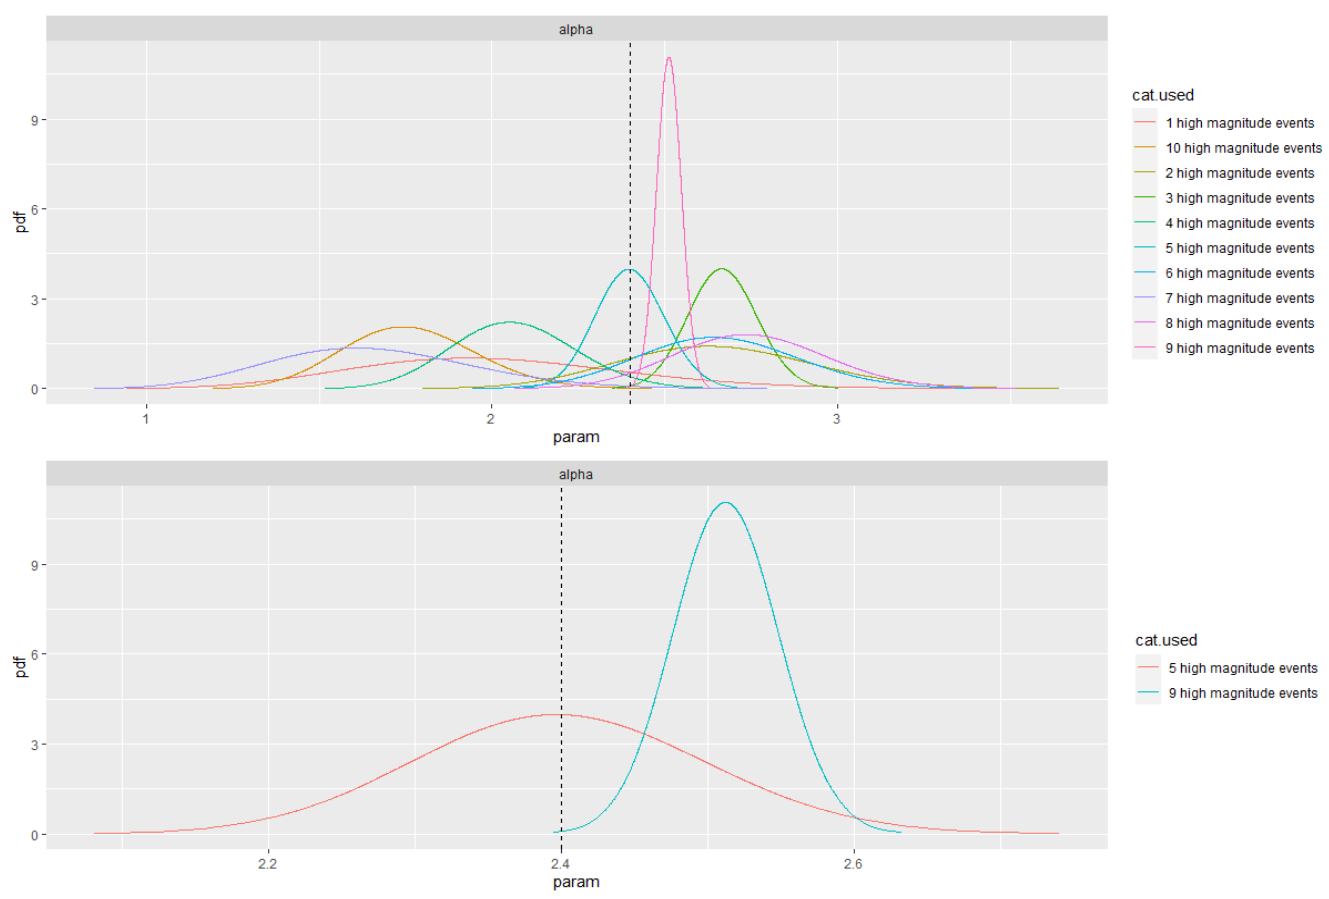 alpha
9
6
3
0
pdf
1
2
3
param
cat.used
1 high magnitude events
10 high magnitude events
2 high magnitude events
3 high magnitude events
4 high magnitude events
5 high magnitude events
6 high magnitude events
7 high magnitude events
8 high magnitude events
9 high magnitude events
alpha
9
6
3
0
pdf
2.2
2.4
2.6
param
cat.used
5 high magnitude events
9 high magnitude events